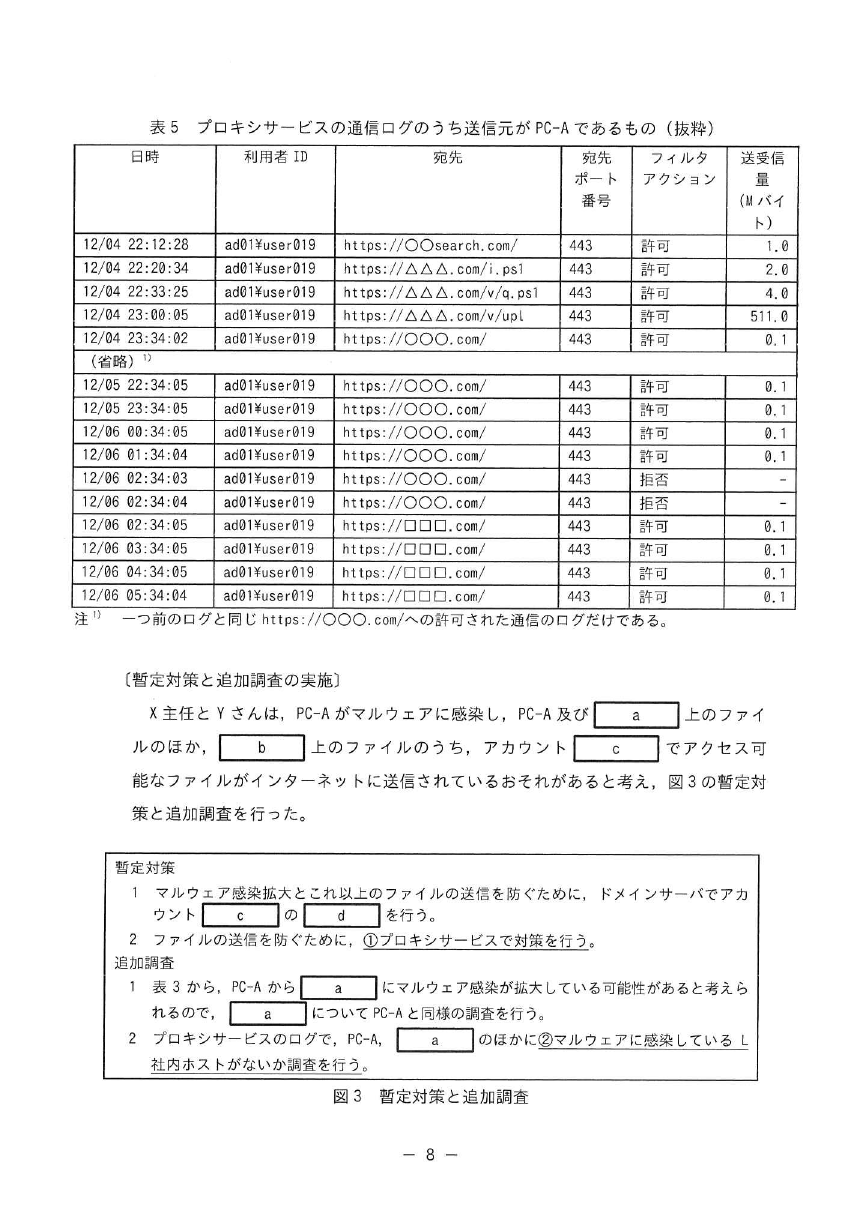 表5 プロキシサービスの通信ログのうち送信元が PC-A であるもの（抜粋）
日時 利用者 ID 宛先 宛先ポート番号 フィルタアクション 送受信量(M バイト)
12/04 22:12:28 ad01¥user019 https://〇〇search.com/ 443 許可 1.0
12/04 22:20:34 ad01¥user019 https://△△△.com/i.ps1 443 許可 2.0
12/04 22:33:25 ad01¥user019 https://△△△.com/v/q.ps1 443 許可 4.0
12/04 23:00:05 ad01¥user019 https://△△△.com/v/upl 443 許可 511.0
12/04 23:34:02 ad01¥user019 https://〇〇〇.com/ 443 許可 0.1
（省略）1)
12/05 22:34:05 ad01¥user019 https://〇〇〇.com/ 443 許可 0.1
12/05 23:34:05 ad01¥user019 https://〇〇〇.com/ 443 許可 0.1
12/06 00:34:05 ad01¥user019 https://〇〇〇.com/ 443 許可 0.1
12/06 01:34:04 ad01¥user019 https://〇〇〇.com/ 443 許可 0.1
12/06 02:34:03 ad01¥user019 https://〇〇〇.com/ 443 拒否 -
12/06 02:34:04 ad01¥user019 https://〇〇〇.com/ 443 拒否 -
12/06 02:34:05 ad01¥user019 https://□□□.com/ 443 許可 0.1
12/06 03:34:05 ad01¥user019 https://□□□.com/ 443 許可 0.1
12/06 04:34:05 ad01¥user019 https://□□□.com/ 443 許可 0.1
12/06 05:34:04 ad01¥user019 https://□□□.com/ 443 許可 0.1
注1) 一つ前のログと同じ https://〇〇〇.com/への許可された通信のログだけである。
〔暫定対策と追加調査の実施〕
X 主任と Y さんは，PC-A がマルウェアに感染し，PC-A 及び a 上のファイ
ルのほか， b 上のファイルのうち，アカウント c でアクセス可
能なファイルがインターネットに送信されているおそれがあると考え，図3の暫定対
策と追加調査を行った。
暫定対策
1 マルウェア感染拡大とこれ以上のファイルの送信を防ぐために，ドメインサーバでアカ
ウント c の d を行う。
2 ファイルの送信を防ぐために，①プロキシサービスで対策を行う。
追加調査
1 表3から，PC-A から a にマルウェア感染が拡大している可能性があると考えら
れるので， a について PC-A と同様の調査を行う。
2 プロキシサービスのログで，PC-A， a のほかに②マルウェアに感染している L
社内ホストがないか調査を行う。
図3 暫定対策と追加調査
－ 8 －